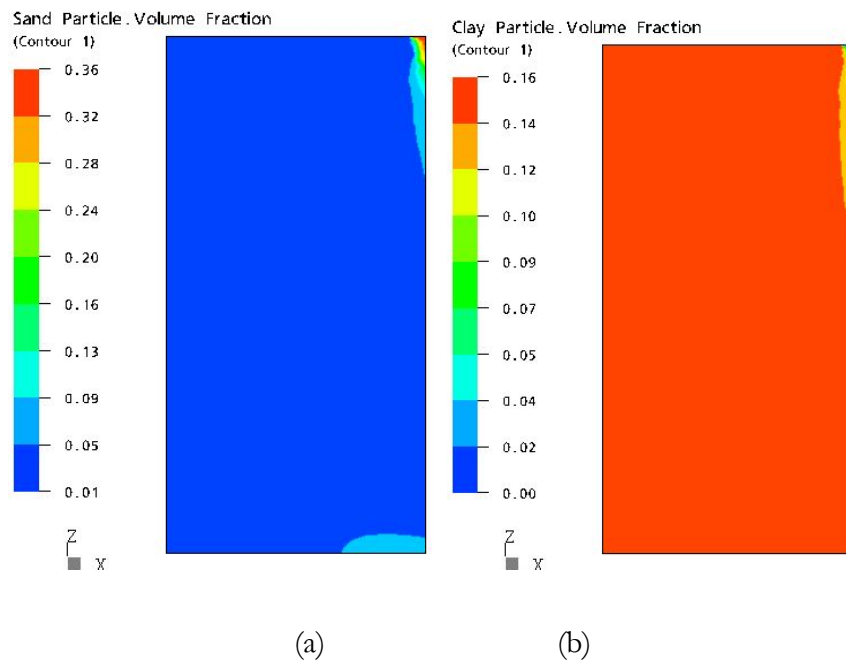 Sand Particle.Volume Fraction
(Contour 1)
0.36
0.32
0.28
0.24
0.20
0.16
0.13
0.09
0.05
0.01
Z
X
Clay Particle.Volume Fraction
(Contour 1)
0.16
0.14
0.12
0.10
0.09
0.07
0.05
0.04
0.02
0.00
Z
X
(a)
(b)